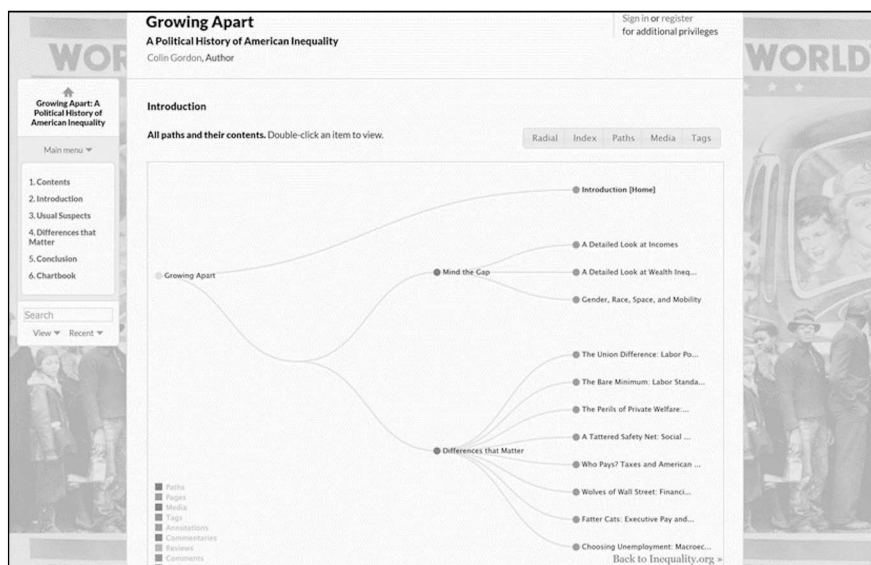 Growing Apart
A Political History of American Inequality
Colin Gordon, Author
Sign in or register
for additional privileges
WOR
WORLD'
Growing Apart: A
Political History of
American Inequality
Main menu
1. Contents
2. Introduction
3. Usual Suspects
4. Differences that
Matter
5. Conclusion
6. Chartbook
Search
View Recent
Introduction
All paths and their contents. Double-click an item to view.
Radial Index Paths Media Tags
Introduction [Home]
A Detailed Look at Incomes
Growing Apart
Mind the Gap
A Detailed Look at Wealth Ineq...
Gender, Race, Space, and Mobility
The Union Difference: Labor Po...
The Bare Minimum: Labor Standa...
The Perils of Private Welfare:...
A Tattered Safety Net: Social ...
Differences that Matter
Who Pays? Taxes and American ...
Wolves of Wall Street: Financi...
Fatter Cats: Executive Pay and...
Choosing Unemployment: Macroec...
Paths
Pages
Media
Tags
Annotations
Commentaries
Reviews
Comments
Back to Inequality.org »